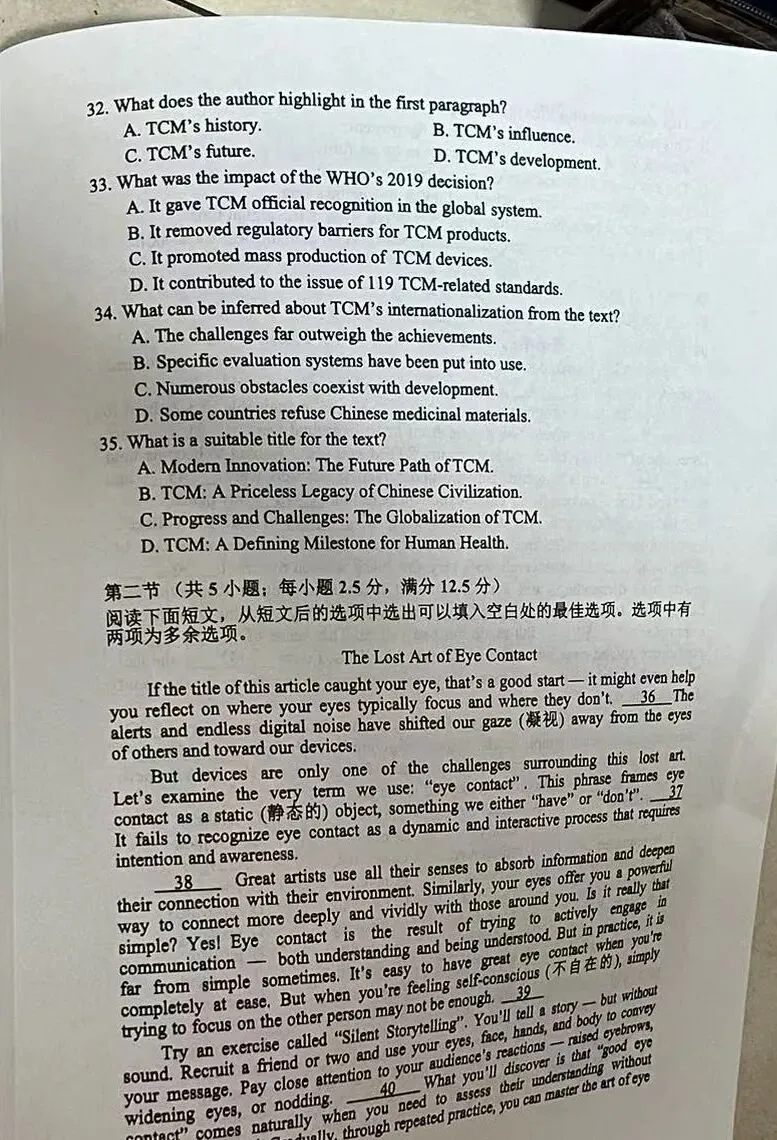 32. What does the author highlight in the first paragraph?
A. TCM's history. B. TCM's influence.
C. TCM's future. D. TCM's development.
33. What was the impact of the WHO's 2019 decision?
A. It gave TCM official recognition in the global system.
B. It removed regulatory barriers for TCM products.
C. It promoted mass production of TCM devices.
D. It contributed to the issue of 119 TCM-related standards.
34. What can be inferred about TCM's internationalization from the text?
A. The challenges far outweigh the achievements.
B. Specific evaluation systems have been put into use.
C. Numerous obstacles coexist with development.
D. Some countries refuse Chinese medicinal materials.
35. What is a suitable title for the text?
A. Modern Innovation: The Future Path of TCM.
B. TCM: A Priceless Legacy of Chinese Civilization.
C. Progress and Challenges: The Globalization of TCM.
D. TCM: A Defining Milestone for Human Health.
第二节 （共 5 小题；每小题 2.5 分，满分 12.5 分）
阅读下面短文，从短文后的选项中选出可以填入空白处的最佳选项。选项中有
两项为多余选项。
The Lost Art of Eye Contact
If the title of this article caught your eye, that's a good start — it might even help
you reflect on where your eyes typically focus and where they don't. 36 The
alerts and endless digital noise have shifted our gaze (凝视) away from the eyes
of others and toward our devices.
But devices are only one of the challenges surrounding this lost art.
Let's examine the very term we use: "eye contact". This phrase frames eye
contact as a static (静态的) object, something we either "have" or "don't". 37
It fails to recognize eye contact as a dynamic and interactive process that requires
intention and awareness.
38 Great artists use all their senses to absorb information and deepen
their connection with their environment. Similarly, your eyes offer you a powerful
way to connect more deeply and vividly with those around you. Is it really that
simple? Yes! Eye contact is the result of trying to actively engage in
communication — both understanding and being understood. But in practice, it is
far from simple sometimes. It's easy to have great eye contact when you're
completely at ease. But when you're feeling self-conscious (不自在的), simply
trying to focus on the other person may not be enough. 39
Try an exercise called "Silent Storytelling". You'll tell a story — but without
sound. Recruit a friend or two and use your eyes, face, hands, and body to convey
your message. Pay close attention to your audience's reactions — raised eyebrows,
widening eyes, or nodding. 40 What you'll discover is that "good eye
contact" comes naturally when you need to assess their understanding without
through repeated practice, you can master the art of eye